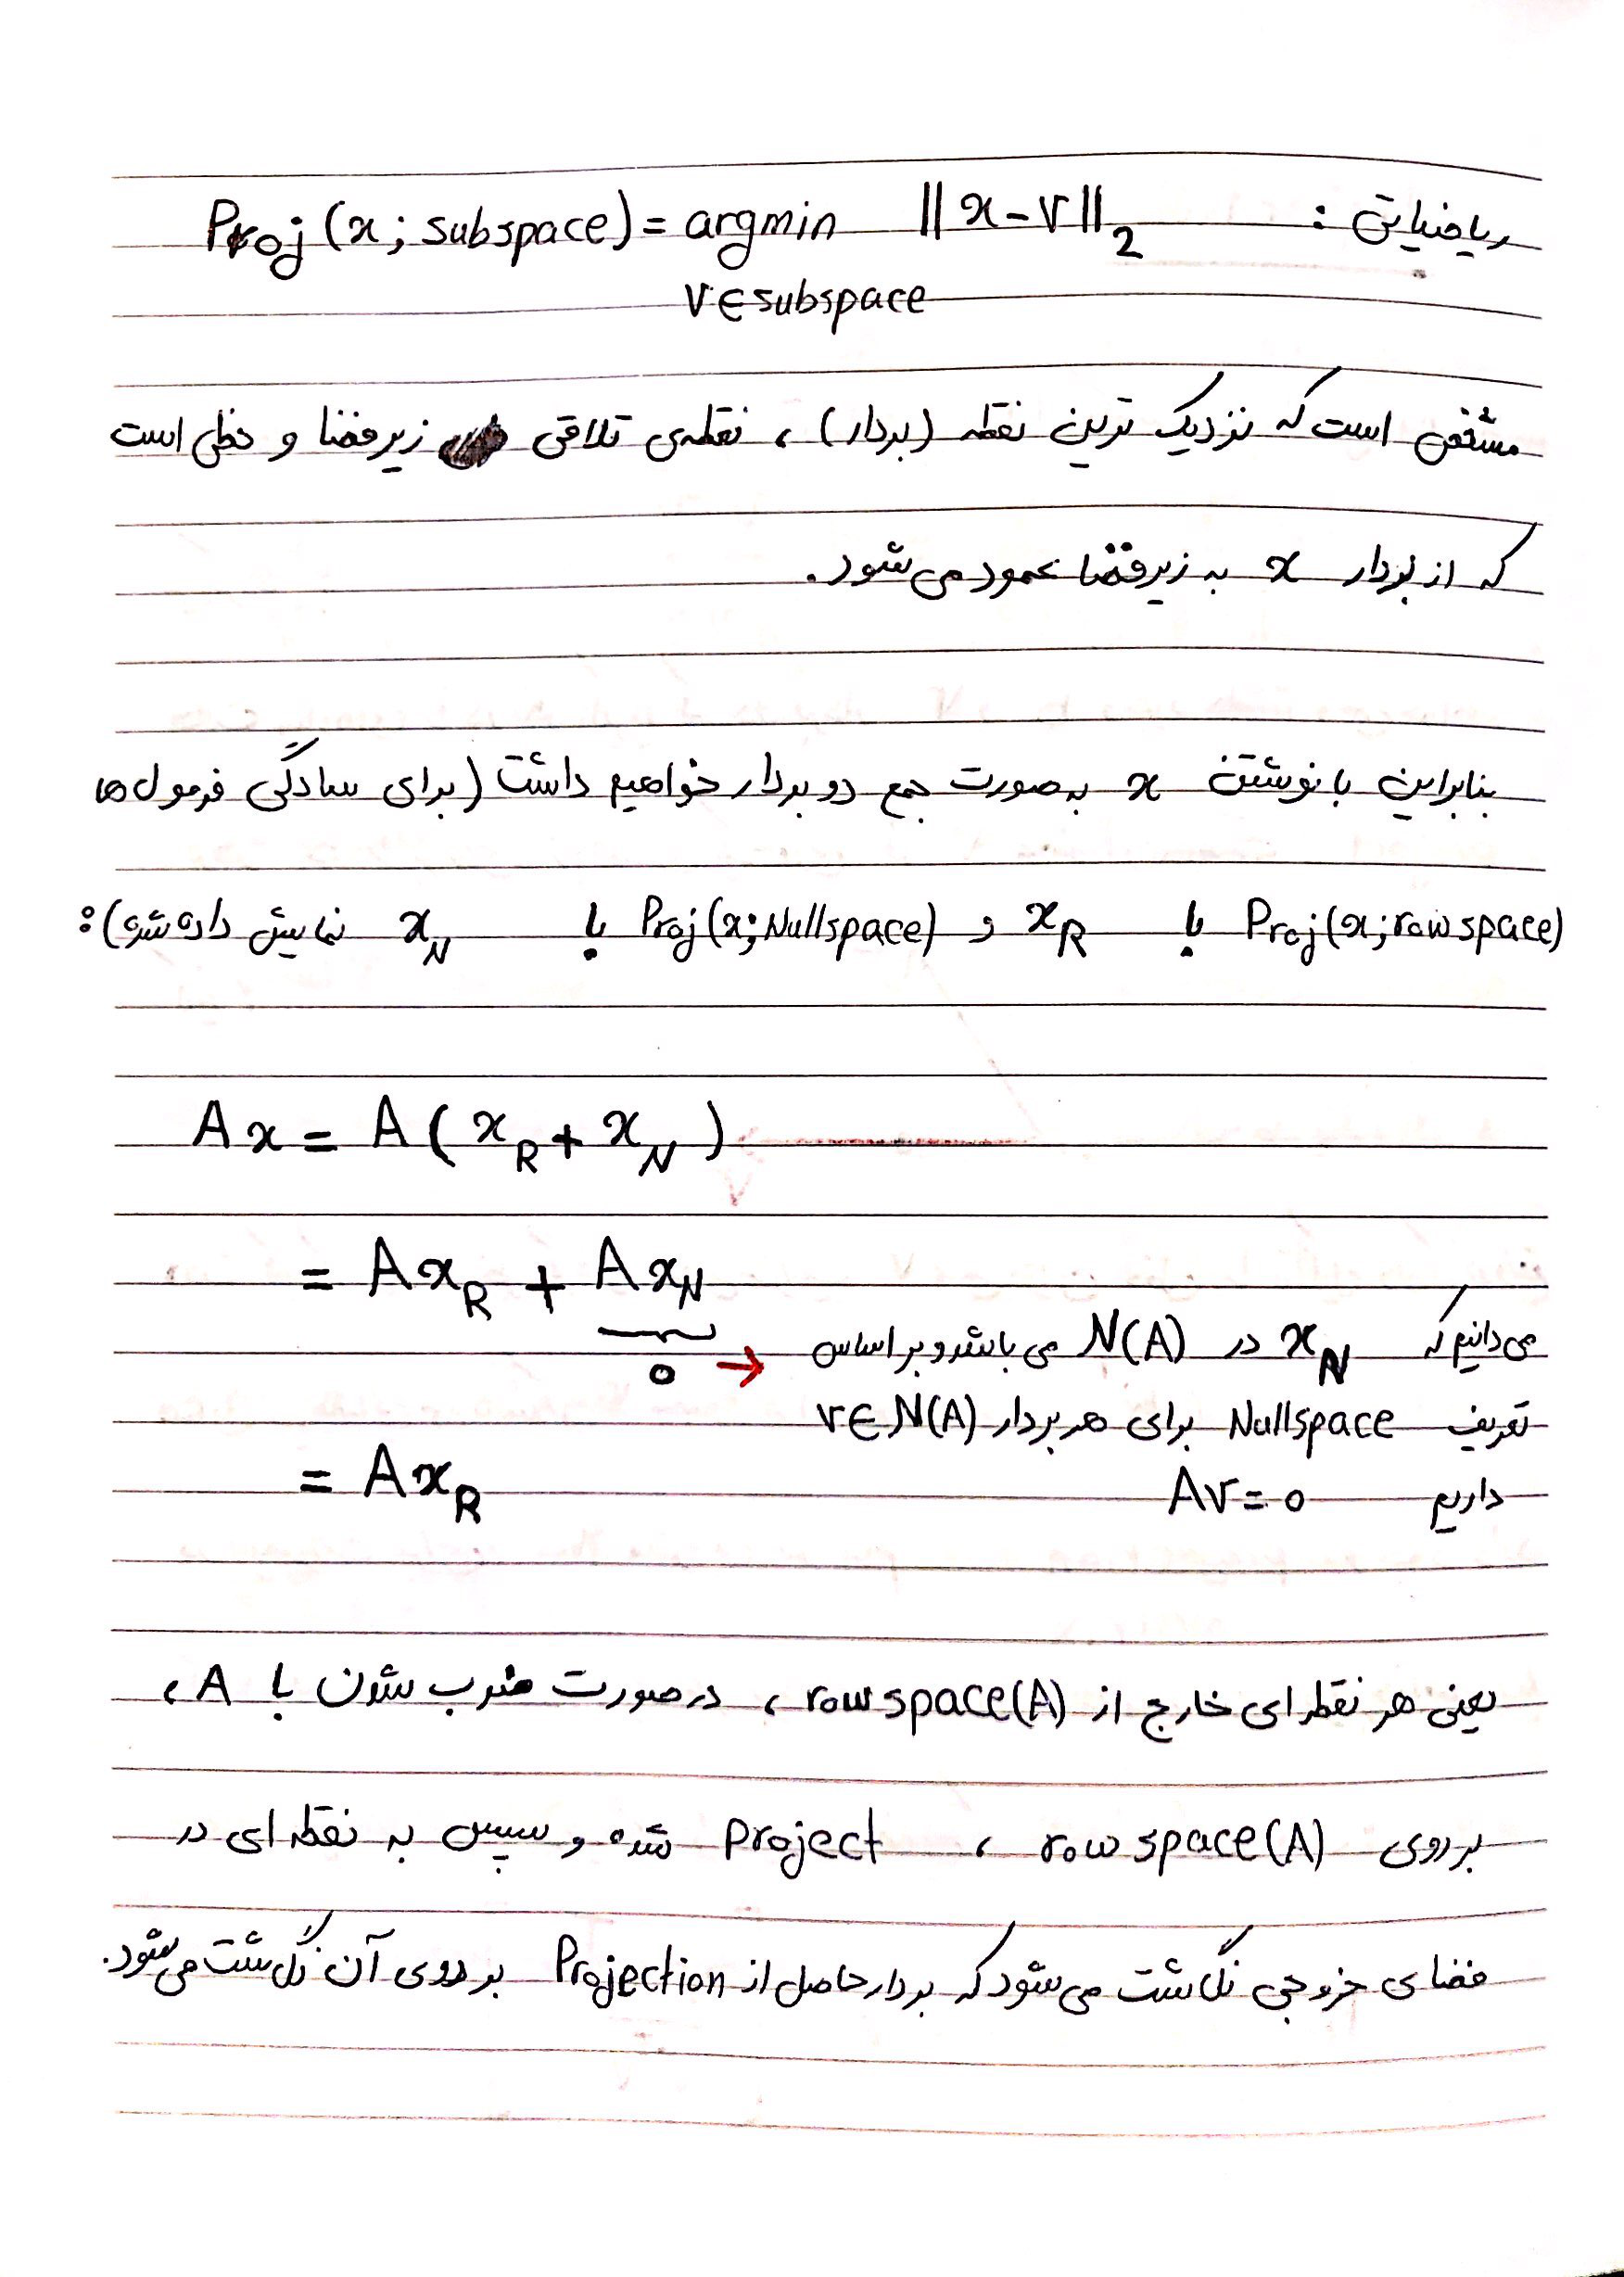 ریاضیاتی : Proj(x; subspace) = argmin ||x-v||₂
v∈subspace
مشخص است که نزدیک ترین نقطه (بردار) ، نقطه‌ی تلاقی زیرفضا و خطی است
که از بردار x به زیرفضا عمود می شود.
بنابراین با نوشتن x به صورت جمع دو بردار خواهیم داشت (برای سادگی فرمول ها
Proj(x; rowspace) با x_R و Proj(x; Nullspace) با x_N نمایش داده شده):
Ax = A(x_R + x_N)
= Ax_R + Ax_N
0 → می دانیم که x_N در N(A) می باشد و بر اساس
تعریف Nullspace برای هر بردار v∈N(A)
داریم Av=0
= Ax_R
یعنی هر نقطه ای خارج از rowspace(A) ، در صورت ضرب شدن با A ،
بر روی rowspace(A) ، project شده و سپس به نقطه ای در
فضای خروجی نگاشت می شود که بردار حاصل از Projection بر روی آن نگاشت می شود.